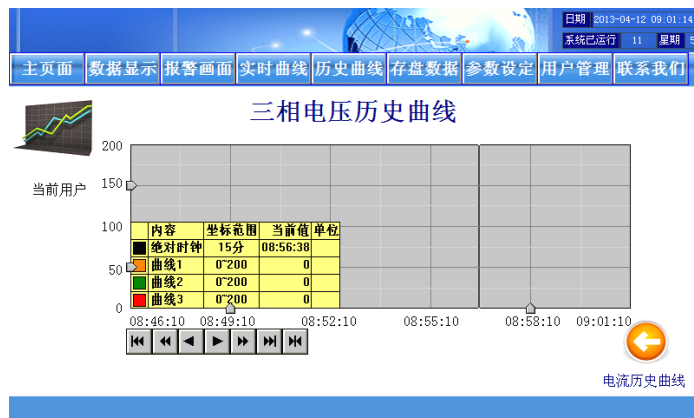 日期 2013-04-12 09:01:14
系统已运行 11 星期 5
主页面 数据显示 报警画面 实时曲线 历史曲线 存盘数据 参数设定 用户管理 联系我们
三相电压历史曲线
当前用户
200
150
100
50
0
内容 坐标范围 当前值 单位
绝对时钟 15分 08:56:38
曲线1 0~200 0
曲线2 0~200 0
曲线3 0~200 0
08:46:10 08:49:10 08:52:10 08:55:10 08:58:10 09:01:10
电流历史曲线